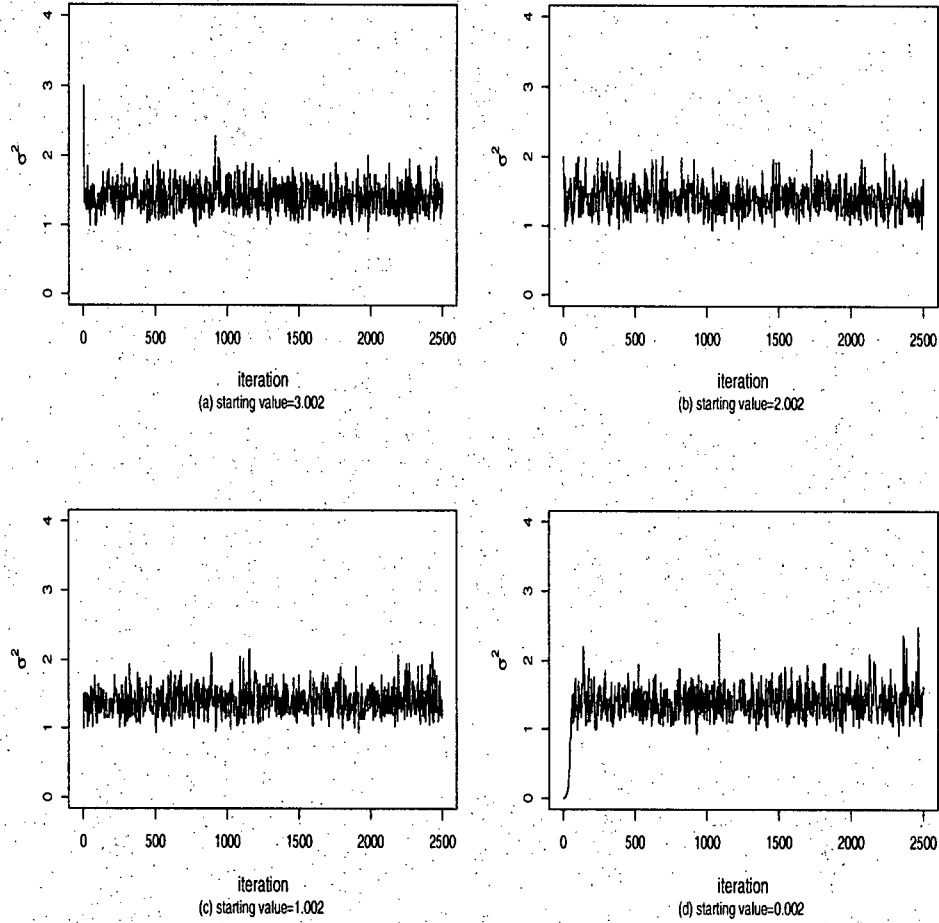 4
3
2
1
0
σ²
0 500 1000 1500 2000 2500
iteration
(a) starting value=3.002
4
3
2
1
0
σ²
0 500 1000 1500 2000 2500
iteration
(b) starting value=2.002
4
3
2
1
0
σ²
0 500 1000 1500 2000 2500
iteration
(c) starting value=1.002
4
3
2
1
0
σ²
0 500 1000 1500 2000 2500
iteration
(d) starting value=0.002